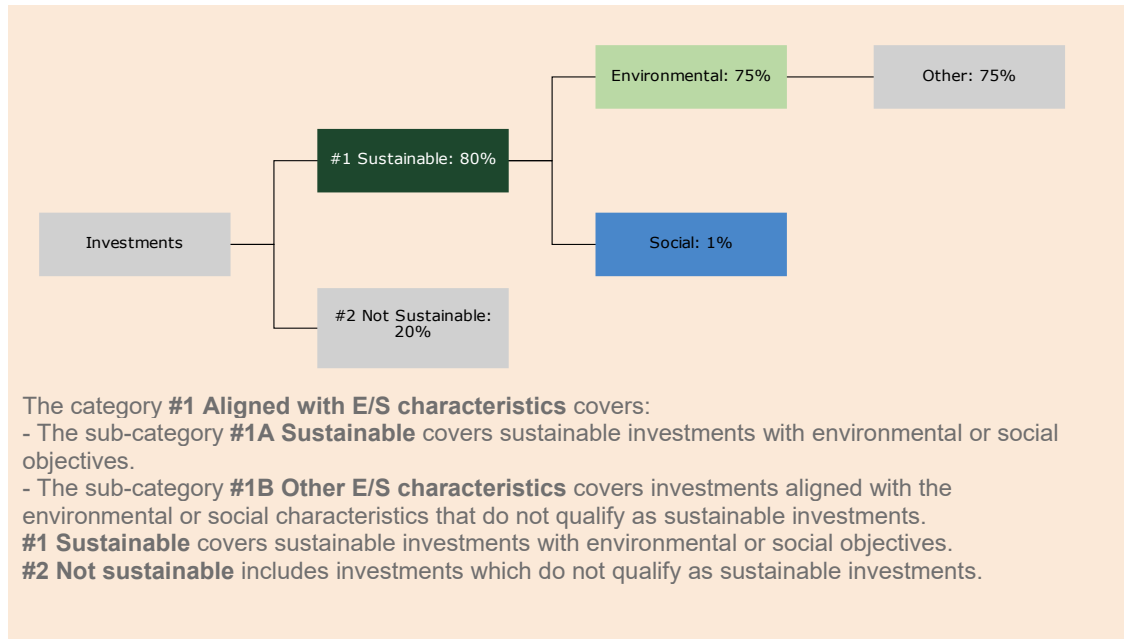 Environmental: 75%
Other: 75%
#1 Sustainable: 80%
Investments
Social: 1%
#2 Not Sustainable:
20%
The category #1 Aligned with E/S characteristics covers:
- The sub-category #1A Sustainable covers sustainable investments with environmental or social
objectives.
- The sub-category #1B Other E/S characteristics covers investments aligned with the
environmental or social characteristics that do not qualify as sustainable investments.
#1 Sustainable covers sustainable investments with environmental or social objectives.
#2 Not sustainable includes investments which do not qualify as sustainable investments.